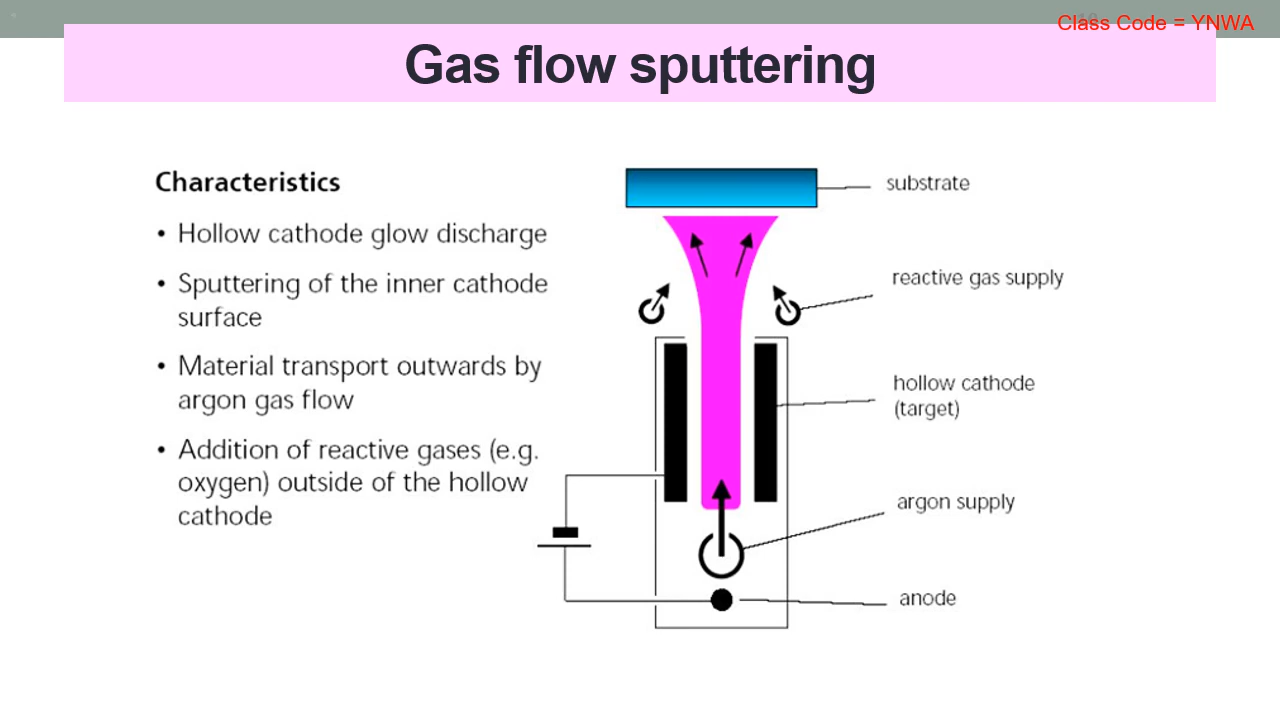 Class Code = YNWA
Gas flow sputtering
Characteristics
• Hollow cathode glow discharge
• Sputtering of the inner cathode
surface
• Material transport outwards by
argon gas flow
• Addition of reactive gases (e.g.
oxygen) outside of the hollow
cathode
substrate
reactive gas supply
hollow cathode
(target)
argon supply
anode